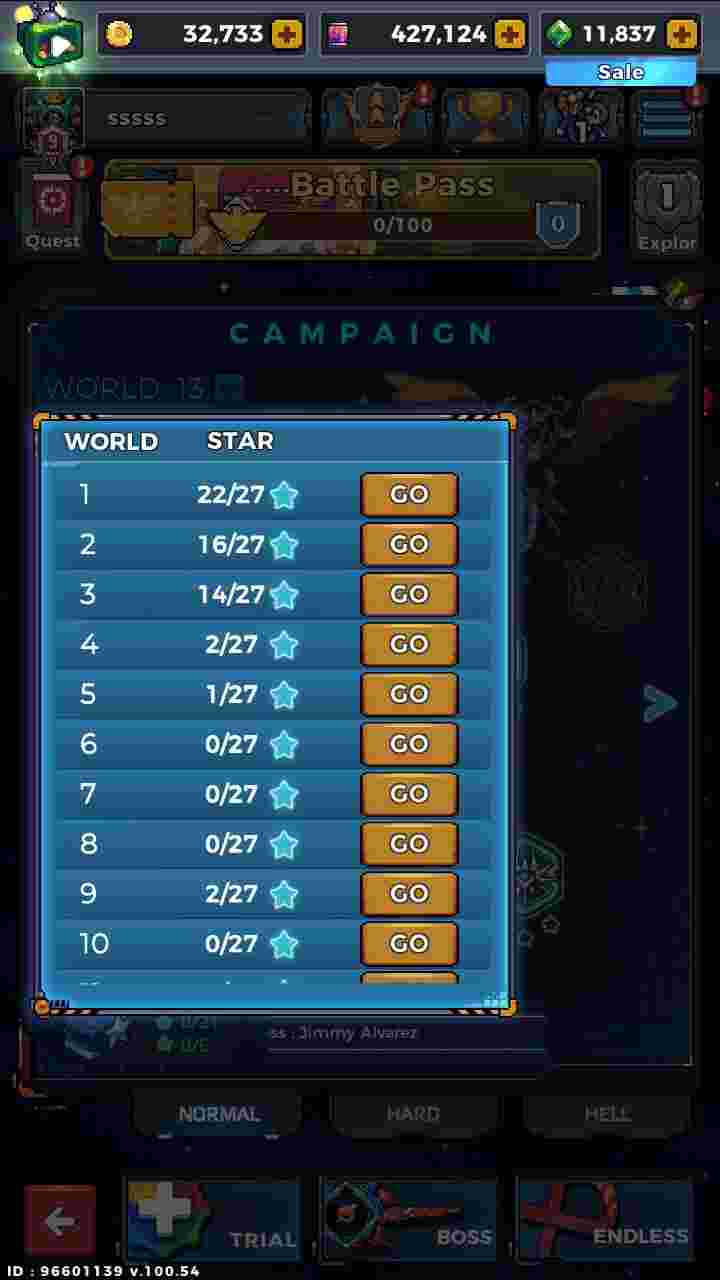 32,733
427,124
11,837
Sale
9
sssss
1
Quest
.....Battle Pass
0/100
0
1
Explor
CAMPAIGN
WORLD 13
WORLD STAR
1 22/27 GO
2 16/27 GO
3 14/27 GO
4 2/27 GO
5 1/27 GO
6 0/27 GO
7 0/27 GO
8 0/27 GO
9 2/27 GO
10 0/27 GO
ss : Jimmy Alvarez
NORMAL HARD HELL
TRIAL BOSS ENDLESS
ID : 96601139 v.100.54